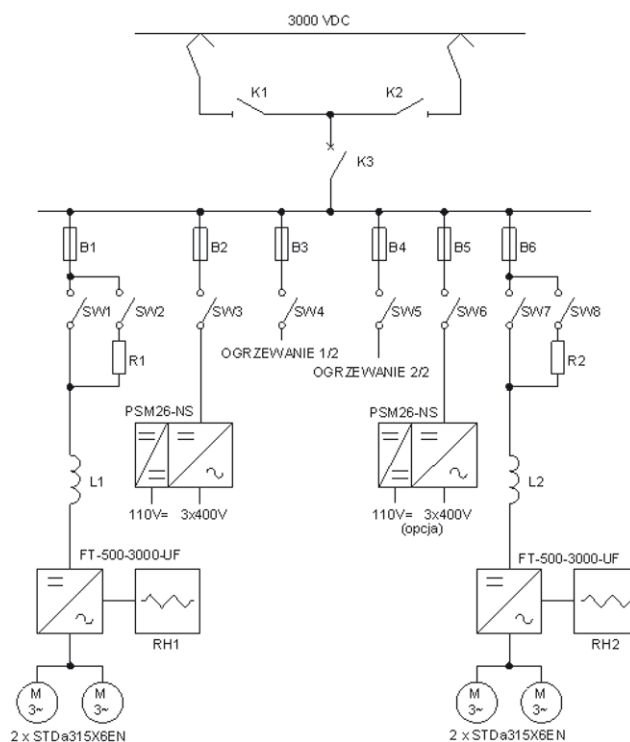 3000 VDC
K1
K2
K3
B1
B2
B3
B4
B5
B6
SW1
SW2
SW3
SW4
SW5
SW6
SW7
SW8
R1
OGRZEWANIE 1/2
OGRZEWANIE 2/2
R2
PSM26-NS
PSM26-NS
L1
L2
110V=
3x400V
110V=
3x400V
(opcja)
FT-500-3000-UF
FT-500-3000-UF
RH1
RH2
M
3~
M
3~
M
3~
M
3~
2 x STDa315X6EN
2 x STDa315X6EN